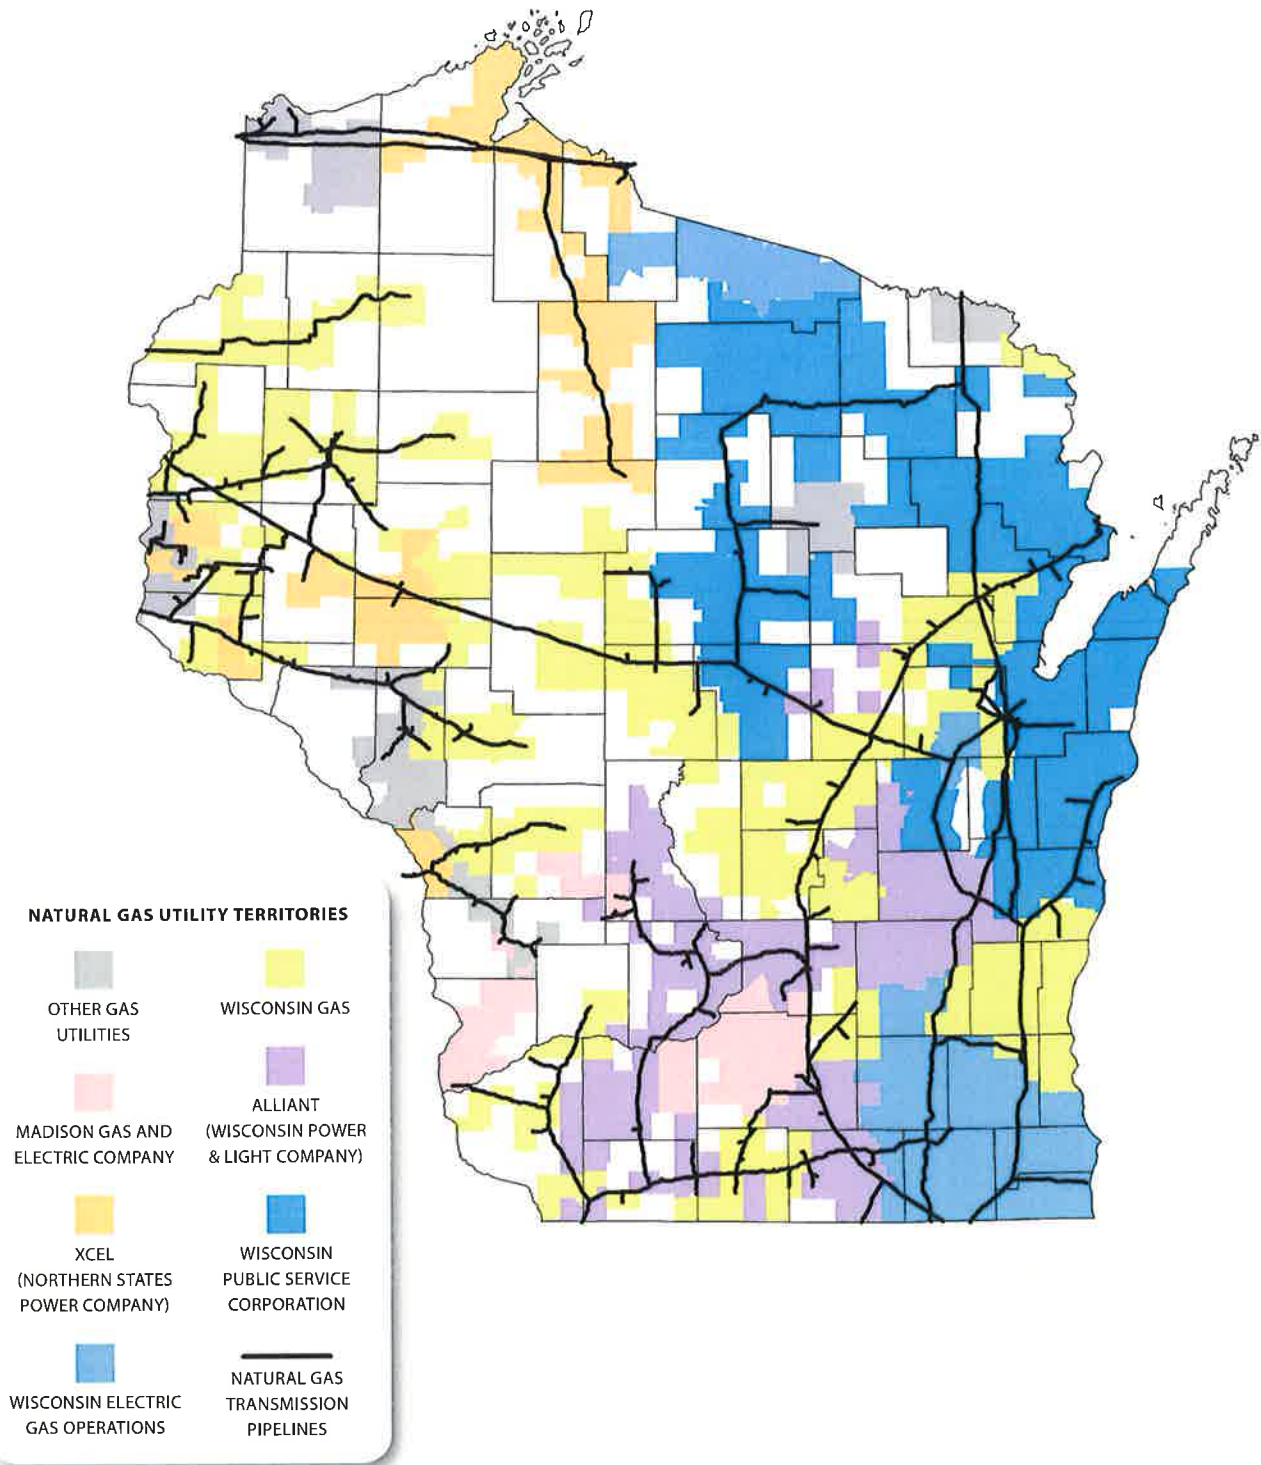 NATURAL GAS UTILITY TERRITORIES
OTHER GAS
UTILITIES
WISCONSIN GAS
MADISON GAS AND
ELECTRIC COMPANY
ALLIANT
(WISCONSIN POWER
& LIGHT COMPANY)
XCEL
(NORTHERN STATES
POWER COMPANY)
WISCONSIN
PUBLIC SERVICE
CORPORATION
WISCONSIN ELECTRIC
GAS OPERATIONS
NATURAL GAS
TRANSMISSION
PIPELINES